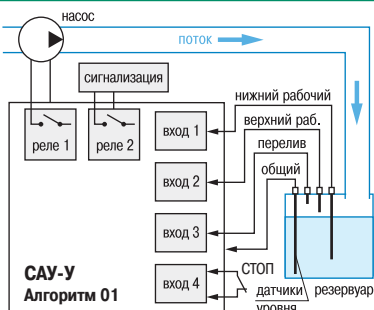 насос
поток
сигнализация
нижний рабочий
верхний раб.
перелив
общий
реле 1
реле 2
вход 1
вход 2
вход 3
вход 4
СТОП
САУ-У
Алгоритм 01
датчики
уровня
резервуар